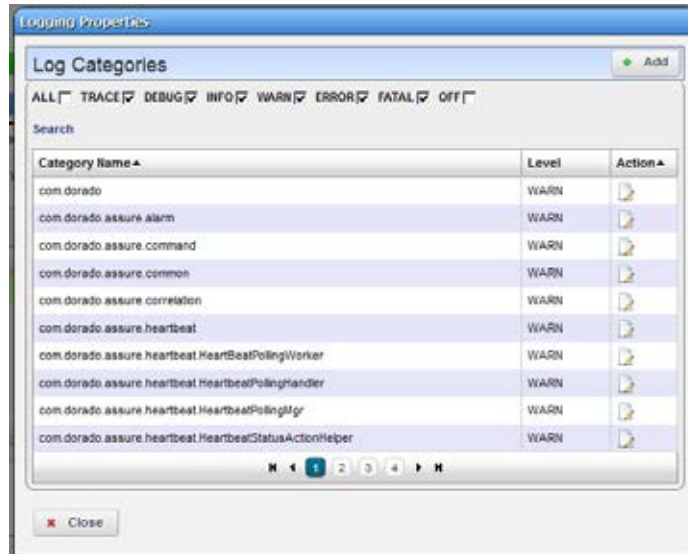 Logging Properties
Log Categories
Add
ALL TRACE DEBUG INFO WARN ERROR FATAL OFF
Search
Category Name Level Action
com.dorado WARN
com.dorado.assure.alarm WARN
com.dorado.assure.command WARN
com.dorado.assure.common WARN
com.dorado.assure.correlation WARN
com.dorado.assure.heartbeat WARN
com.dorado.assure.heartbeat.HeartBeatPollingWorker WARN
com.dorado.assure.heartbeat.HeartbeatPollingHandler WARN
com.dorado.assure.heartbeat.HeartbeatPollingMgr WARN
com.dorado.assure.heartbeat.HeartbeatStatusActionHelper WARN
1 2 3 4
Close